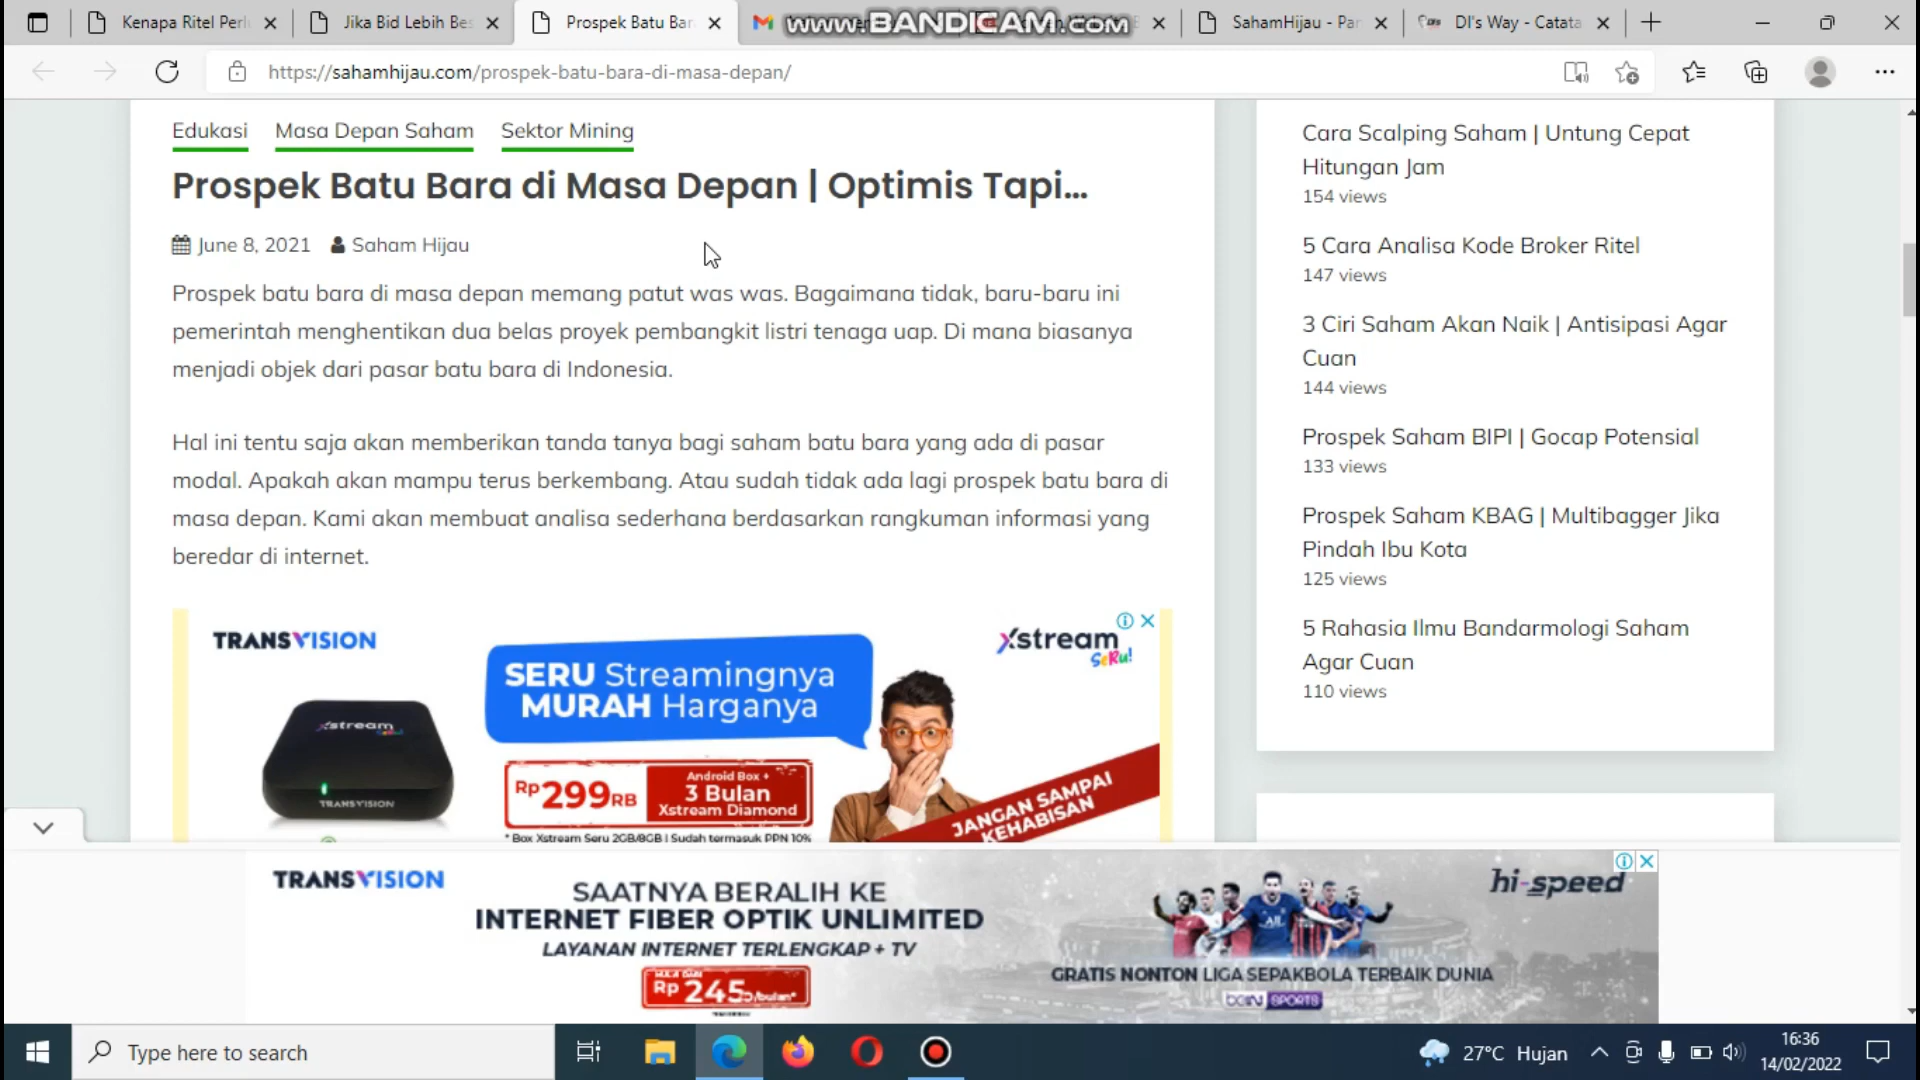 Kenapa Ritel Perl
Jika Bid Lebih Bes
Prospek Batu Bar
www.BANDICAM.com
SahamHijau - Par
DI's Way - Catata
https://sahamhijau.com/prospek-batu-bara-di-masa-depan/
Edukasi Masa Depan Saham Sektor Mining
Prospek Batu Bara di Masa Depan | Optimis Tapi…
June 8, 2021 Saham Hijau
Prospek batu bara di masa depan memang patut was was. Bagaimana tidak, baru-baru ini
pemerintah menghentikan dua belas proyek pembangkit listri tenaga uap. Di mana biasanya
menjadi objek dari pasar batu bara di Indonesia.
Hal ini tentu saja akan memberikan tanda tanya bagi saham batu bara yang ada di pasar
modal. Apakah akan mampu terus berkembang. Atau sudah tidak ada lagi prospek batu bara di
masa depan. Kami akan membuat analisa sederhana berdasarkan rangkuman informasi yang
beredar di internet.
TRANSVISION
SERU Streamingnya
MURAH Harganya
xstream
SeRu!
xstream
TRANSVISION
Rp299RB
Android Box +
3 Bulan
Xstream Diamond
* Box Xstream Seru 2GB/8GB | Sudah termasuk PPN 10%
JANGAN SAMPAI
KEHABISAN
Cara Scalping Saham | Untung Cepat
Hitungan Jam
154 views
5 Cara Analisa Kode Broker Ritel
147 views
3 Ciri Saham Akan Naik | Antisipasi Agar
Cuan
144 views
Prospek Saham BIPI | Gocap Potensial
133 views
Prospek Saham KBAG | Multibagger Jika
Pindah Ibu Kota
125 views
5 Rahasia Ilmu Bandarmologi Saham
Agar Cuan
110 views
TRANSVISION
SAATNYA BERALIH KE
INTERNET FIBER OPTIK UNLIMITED
LAYANAN INTERNET TERLENGKAP + TV
MULAI DARI
Rp 245 /bulan*
hi-speed
GRATIS NONTON LIGA SEPAKBOLA TERBAIK DUNIA
beIN SPORTS
Type here to search
27°C Hujan
16:36
14/02/2022